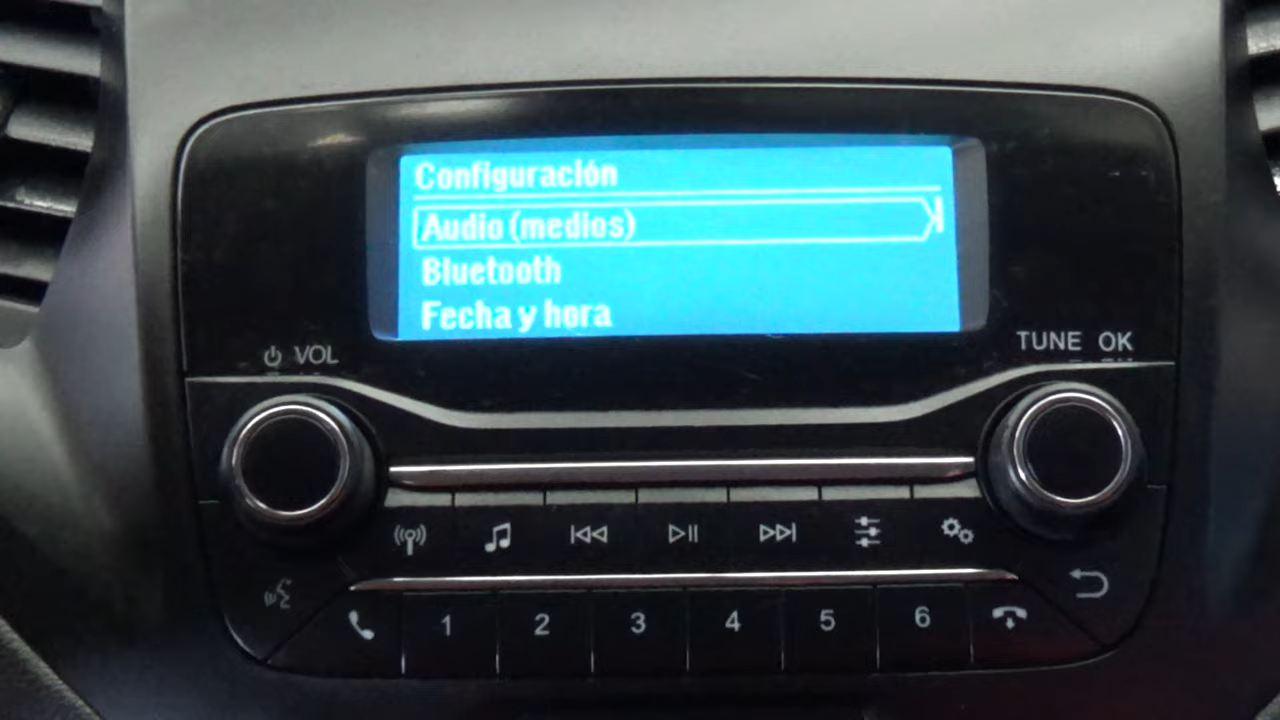 Configuración
Audio (medios)
Bluetooth
Fecha y hora
VOL
TUNE OK
1 2 3 4 5 6